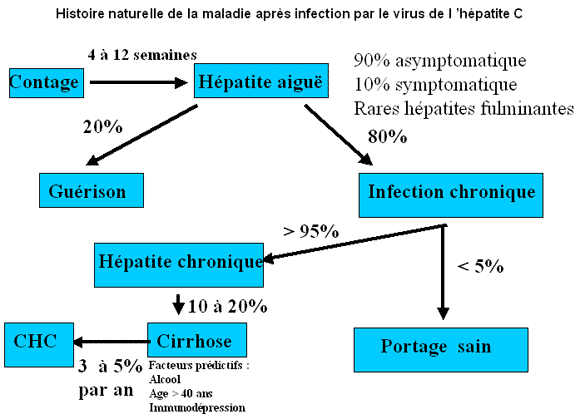 Histoire naturelle de la maladie après infection par le virus de l 'hépatite C
4 à 12 semaines
Contage
Hépatite aiguë
90% asymptomatique
10% symptomatique
Rares hépatites fulminantes
20%
80%
Guérison
Infection chronique
> 95%
< 5%
Hépatite chronique
10 à 20%
CHC
Cirrhose
Portage sain
3 à 5%
par an
Facteurs prédictifs :
Alcool
Age > 40 ans
Immunodépression